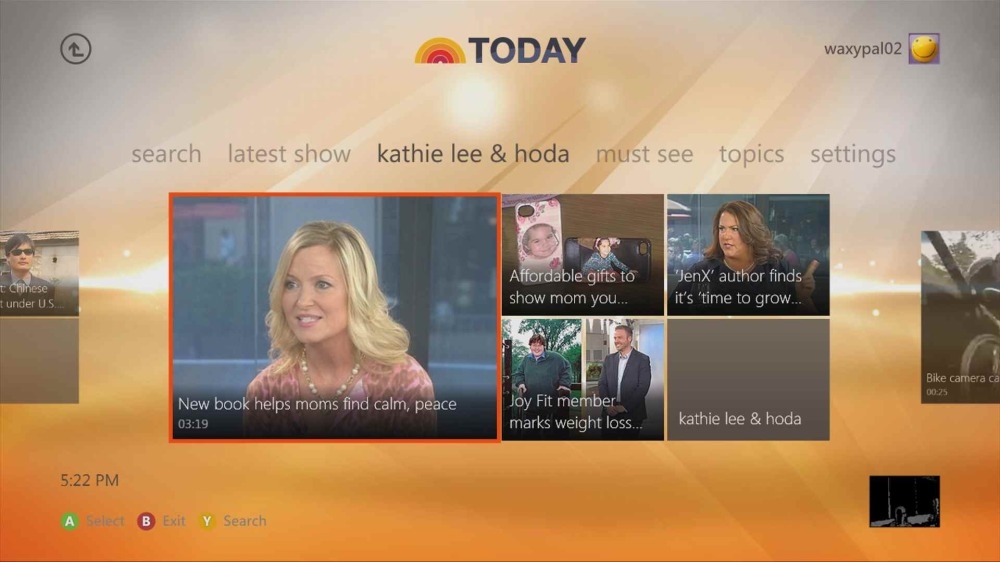 TODAY
waxypal02
search latest show kathie lee & hoda must see topics settings
t: Chinese
t under U S...
New book helps moms find calm, peace
03:19
Affordable gifts to
show mom you...
'JenX' author finds
it's 'time to grow...
Joy Fit member
marks weight loss...
kathie lee & hoda
Bike camera ca
00:25
5:22 PM
A Select B Exit Y Search